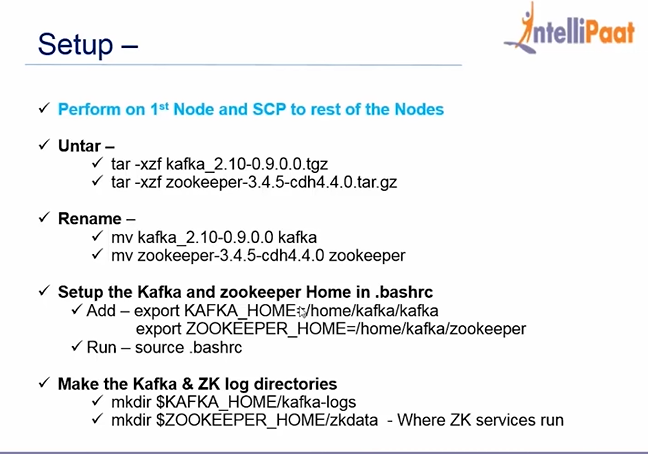 Setup –
intelliPaat
✓ Perform on 1st Node and SCP to rest of the Nodes
✓ Untar –
✓ tar -xzf kafka_2.10-0.9.0.0.tgz
✓ tar -xzf zookeeper-3.4.5-cdh4.4.0.tar.gz
✓ Rename –
✓ mv kafka_2.10-0.9.0.0 kafka
✓ mv zookeeper-3.4.5-cdh4.4.0 zookeeper
✓ Setup the Kafka and zookeeper Home in .bashrc
✓ Add – export KAFKA_HOME=/home/kafka/kafka
export ZOOKEEPER_HOME=/home/kafka/zookeeper
✓ Run – source .bashrc
✓ Make the Kafka & ZK log directories
✓ mkdir $KAFKA_HOME/kafka-logs
✓ mkdir $ZOOKEEPER_HOME/zkdata - Where ZK services run